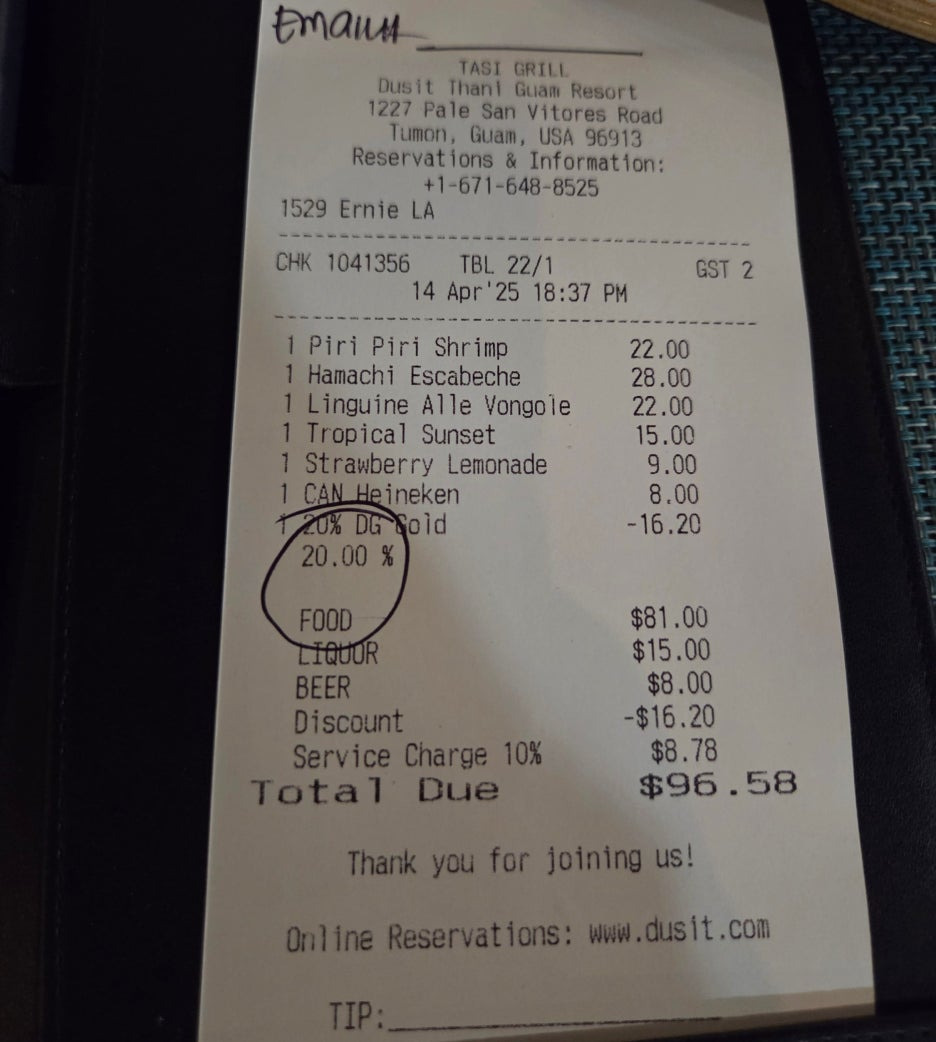 TASI GRILL
Dusit Thani Guam Resort
1227 Pale San Vitores Road
Tumon, Guam, USA 96913
Reservations & Information:
+1-671-648-8525
1529 Ernie LA
CHK 1041356 TBL 22/1 GST 2
14 Apr'25 18:37 PM
1 Piri Piri Shrimp 22.00
1 Hamachi Escabeche 28.00
1 Linguine Alle Vongole 22.00
1 Tropical Sunset 15.00
1 Strawberry Lemonade 9.00
1 CAN Heineken 8.00
1 20% DG Gold -16.20
20.00 %
FOOD $81.00
LIQUOR $15.00
BEER $8.00
Discount -$16.20
Service Charge 10% $8.78
Total Due $96.58
Thank you for joining us!
Online Reservations: www.dusit.com
TIP: